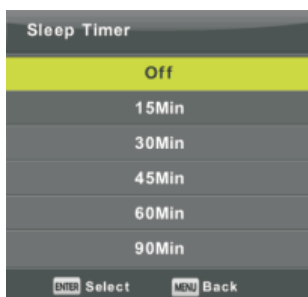 Sleep Timer
Off
15Min
30Min
45Min
60Min
90Min
ENTER Select MENU Back